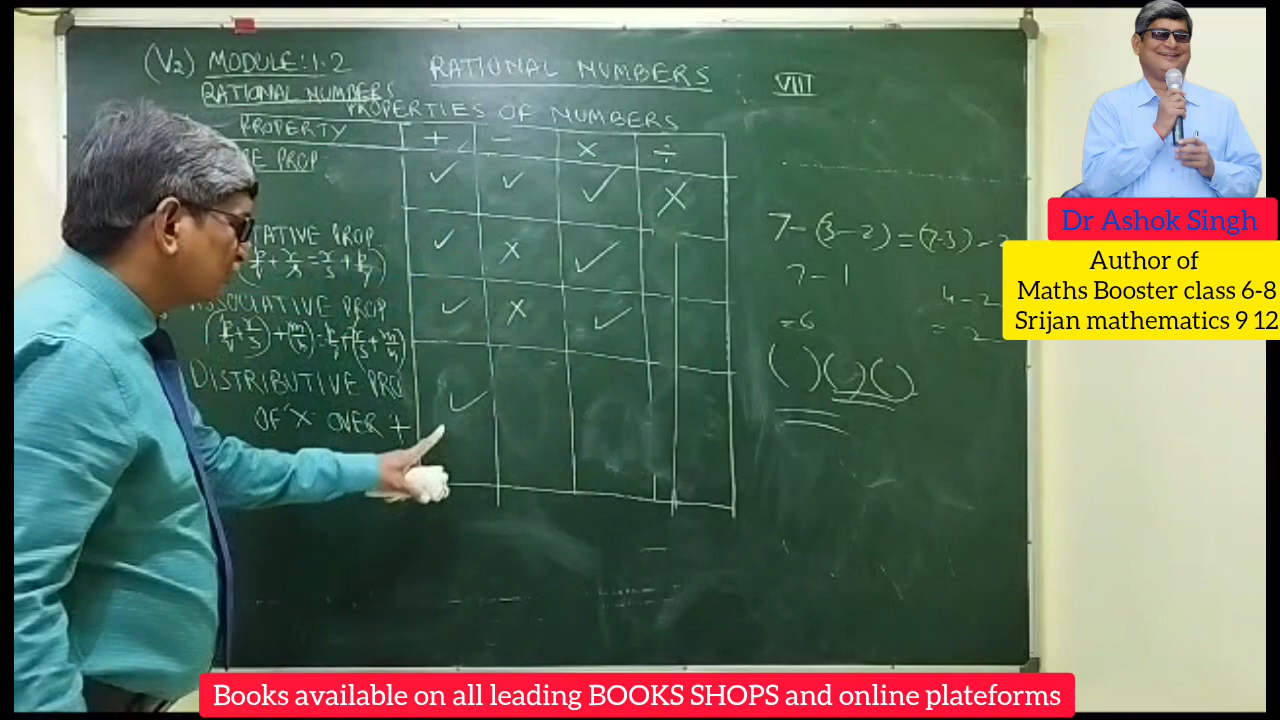 (V2) MODULE: 1.2
RATIONAL NUMBERS
VIII
RATIONAL NUMBERS
PROPERTIES OF NUMBERS
PROPERTY + - × ÷
PROP. ✓ ✓ ✓ ×
TATIVE PROP. ✓ × ✓
ASSOCIATIVE PROP ✓ × ✓
DISTRIBUTIVE PRO
OF "X" OVER + ✓
7-(3-2)=(7-3)-2
7-1
4-2
=6
=2
( )( )( )
Dr Ashok Singh
Author of
Maths Booster class 6-8
Srijan mathematics 9 12
Books available on all leading BOOKS SHOPS and online plateforms